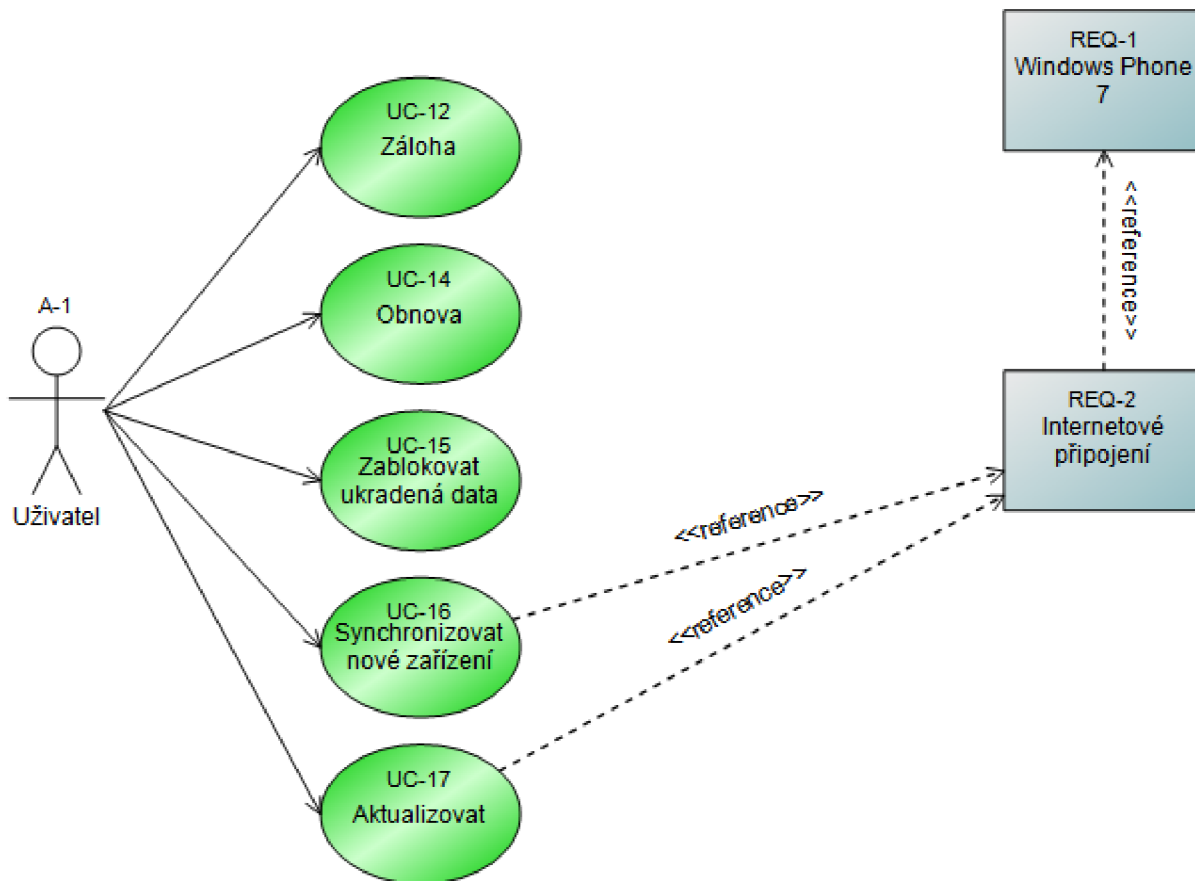 A-1
Uživatel
UC-12
Záloha
UC-14
Obnova
UC-15
Zablokovat
ukradená data
UC-16
Synchronizovat
nové zařízení
UC-17
Aktualizovat
<<reference>>
<<reference>>
REQ-1
Windows Phone
7
<<reference>>
REQ-2
Internetové
připojení